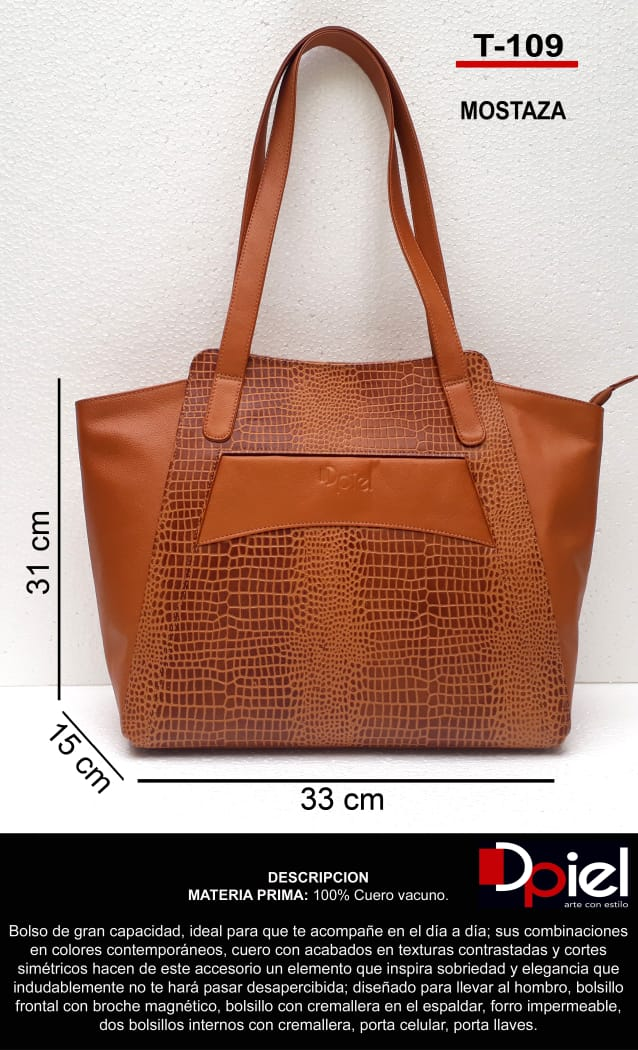 T-109
MOSTAZA
Dpiel
31 cm
15 cm
33 cm
Dpiel
arte con estilo
DESCRIPCION
MATERIA PRIMA: 100% Cuero vacuno.
Bolso de gran capacidad, ideal para que te acompañe en el día a día; sus combinaciones
en colores contemporáneos, cuero con acabados en texturas contrastadas y cortes
simétricos hacen de este accesorio un elemento que inspira sobriedad y elegancia que
indudablemente no te hará pasar desapercibida; diseñado para llevar al hombro, bolsillo
frontal con broche magnético, bolsillo con cremallera en el espaldar, forro impermeable,
dos bolsillos internos con cremallera, porta celular, porta llaves.